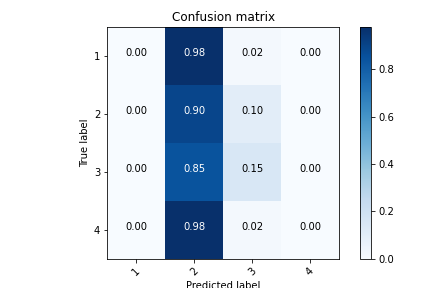 Confusion matrix
1 0.00 0.98 0.02 0.00
0.8
2 0.00 0.90 0.10 0.00
0.6
True label
3 0.00 0.85 0.15 0.00
0.4
0.2
4 0.00 0.98 0.02 0.00
0.0
1 2 3 4
Predicted label